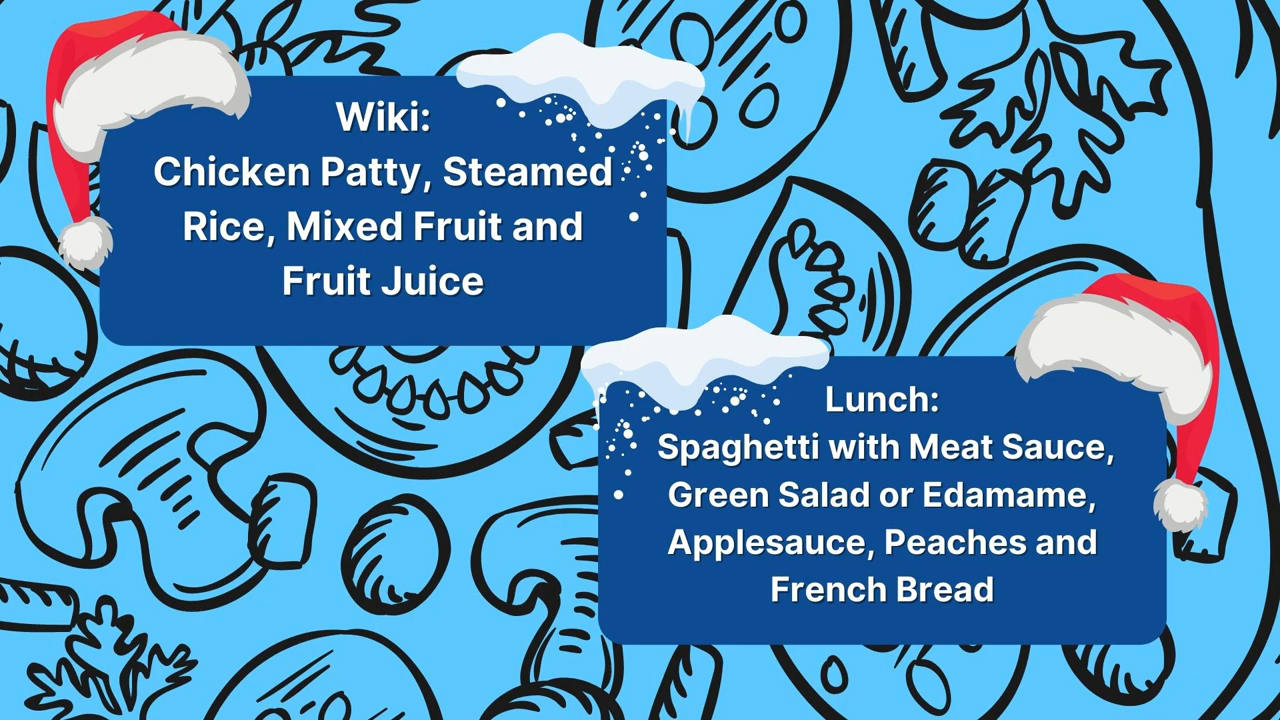 Wiki:
Chicken Patty, Steamed
Rice, Mixed Fruit and
Fruit Juice
Lunch:
Spaghetti with Meat Sauce,
Green Salad or Edamame,
Applesauce, Peaches and
French Bread